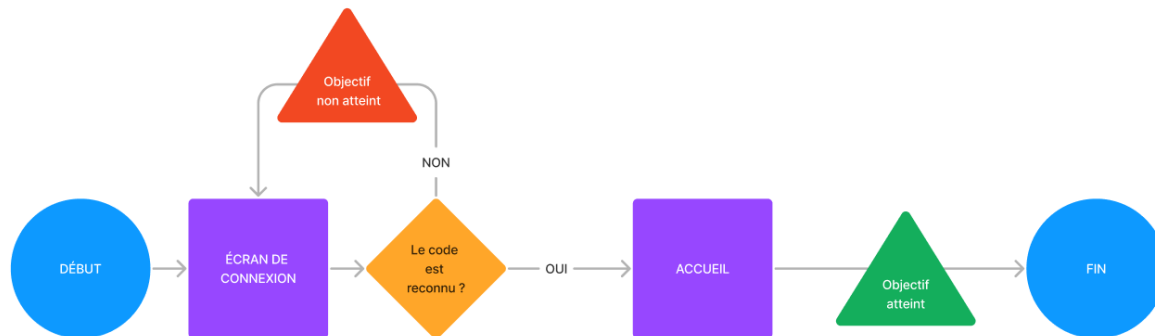 Objectif
non atteint
NON
DÉBUT
ÉCRAN DE
CONNEXION
Le code
est
reconnu ?
OUI
ACCUEIL
Objectif
atteint
FIN